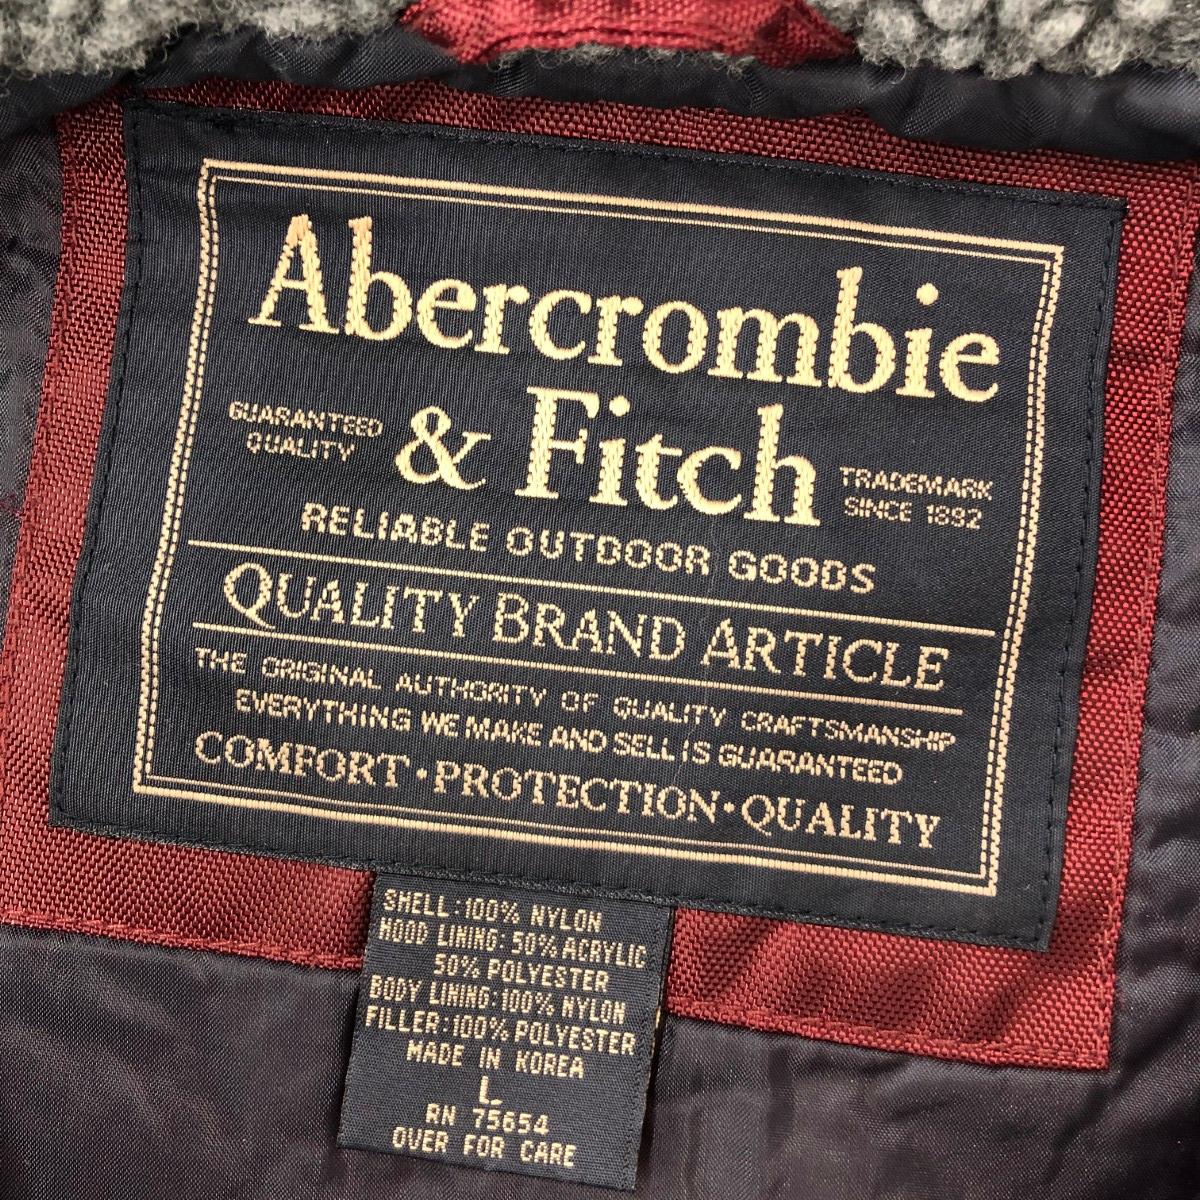 Abercrombie
& Fitch
GUARANTEED
QUALITY
TRADEMARK
SINCE 1892
RELIABLE OUTDOOR GOODS
QUALITY BRAND ARTICLE
THE ORIGINAL AUTHORITY OF QUALITY CRAFTSMANSHIP
EVERYTHING WE MAKE AND SELL IS GUARANTEED
COMFORT · PROTECTION · QUALITY
SHELL: 100% NYLON
HOOD LINING: 50% ACRYLIC
50% POLYESTER
BODY LINING: 100% NYLON
FILLER: 100% POLYESTER
MADE IN KOREA
L
RN 75654
OVER FOR CARE